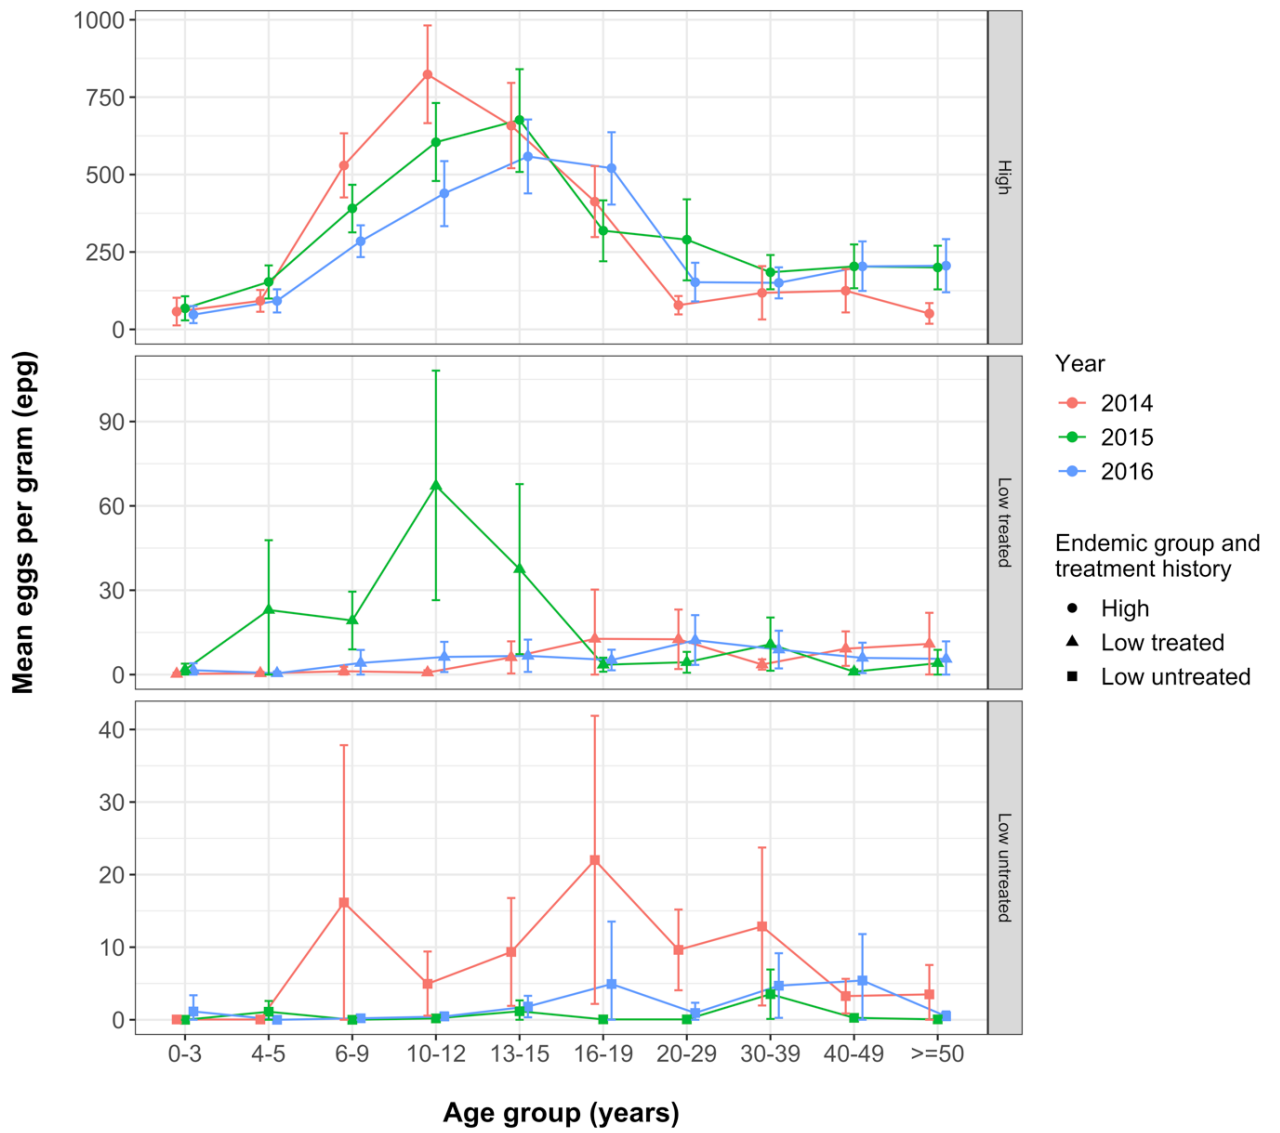 1000
750
500
250
0
High
90
60
30
0
Low treated
40
30
20
10
0
Low untreated
0-3 4-5 6-9 10-12 13-15 16-19 20-29 30-39 40-49 >=50
Age group (years)
Mean eggs per gram (epg)
Year
2014
2015
2016
Endemic group and
treatment history
High
Low treated
Low untreated